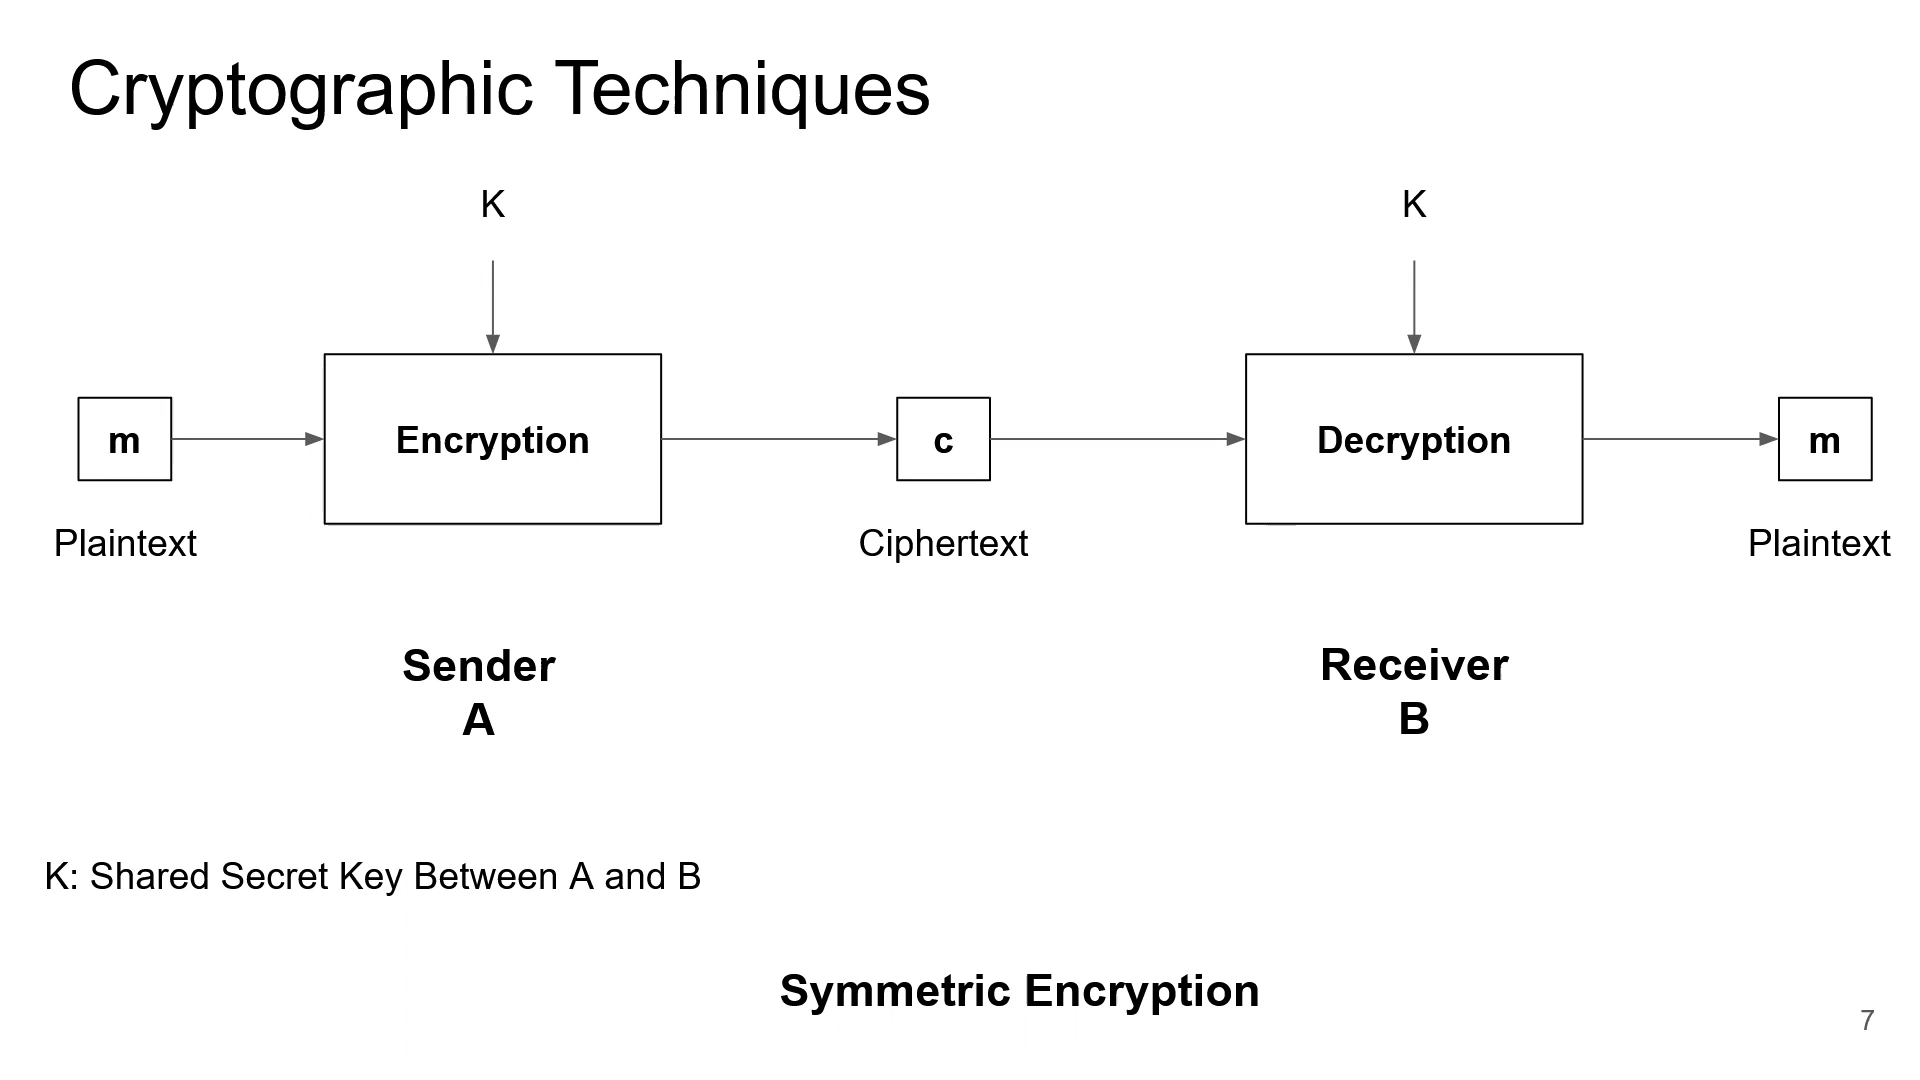 Cryptographic Techniques
K
K
m
Encryption
c
Decryption
m
Plaintext
Ciphertext
Plaintext
Sender
A
Receiver
B
K: Shared Secret Key Between A and B
Symmetric Encryption
7